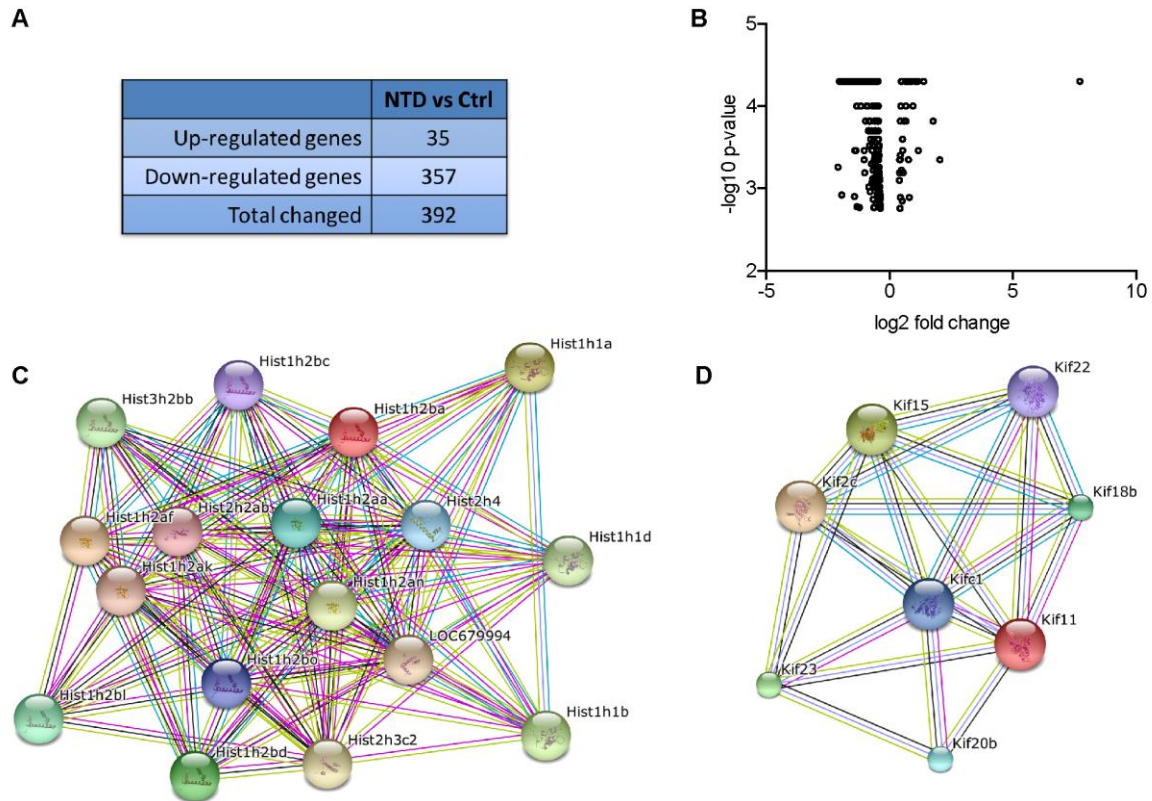 A
NTD vs Ctrl
Up-regulated genes 35
Down-regulated genes 357
Total changed 392
B
5
4
3
2
-log10 p-value
-5 0 5 10
log2 fold change
C
Hist1h1a
Hist1h2bc
Hist3h2bb
Hist1h2ba
Hist1h2aa
Hist2h4
Hist2h2ab
Hist1h2af
Hist1h1d
Hist1h2ak
Hist1h2an
LOC679994
Hist1h2bo
Hist1h2bl
Hist1h1b
Hist2h3c2
Hist1h2bd
D
Kif22
Kif15
Kif2c
Kif18b
Kifc1
Kif11
Kif23
Kif20b